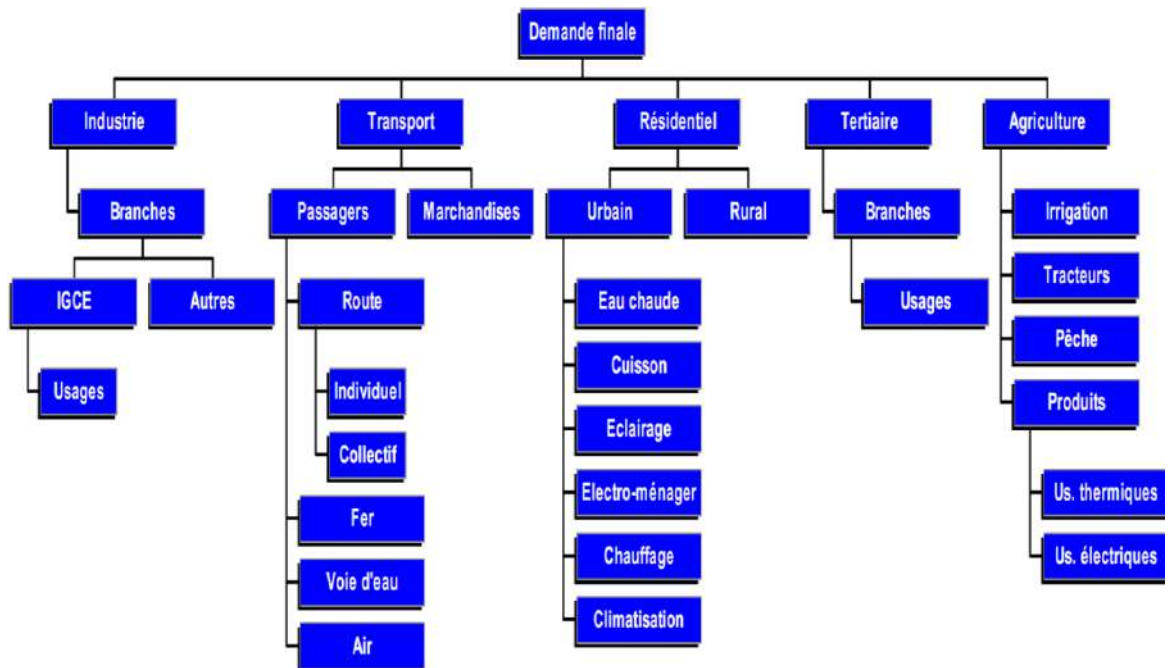 Demande finale
Industrie
Transport
Résidentiel
Tertiaire
Agriculture
Branches
Passagers
Marchandises
Urbain
Rural
Branches
Irrigation
IGCE
Autres
Route
Eau chaude
Usages
Tracteurs
Usages
Individuel
Cuisson
Pêche
Collectif
Eclairage
Produits
Fer
Electro-ménager
Us. thermiques
Voie d'eau
Chauffage
Us. électriques
Air
Climatisation